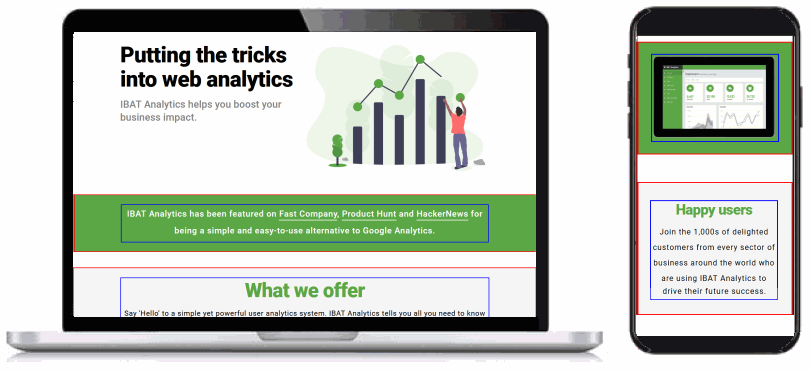 Putting the tricks
into web analytics
IBAT Analytics helps you boost your
business impact.
IBAT Analytics has been featured on Fast Company, Product Hunt and HackerNews for
being a simple and easy-to-use alternative to Google Analytics.
What we offer
Say 'Hello' to a simple yet powerful user analytics system. IBAT Analytics tells you all you need to know
Happy users
Join the 1,000s of delighted
customers from every sector of
business around the world who
are using IBAT Analytics to
drive their future success.